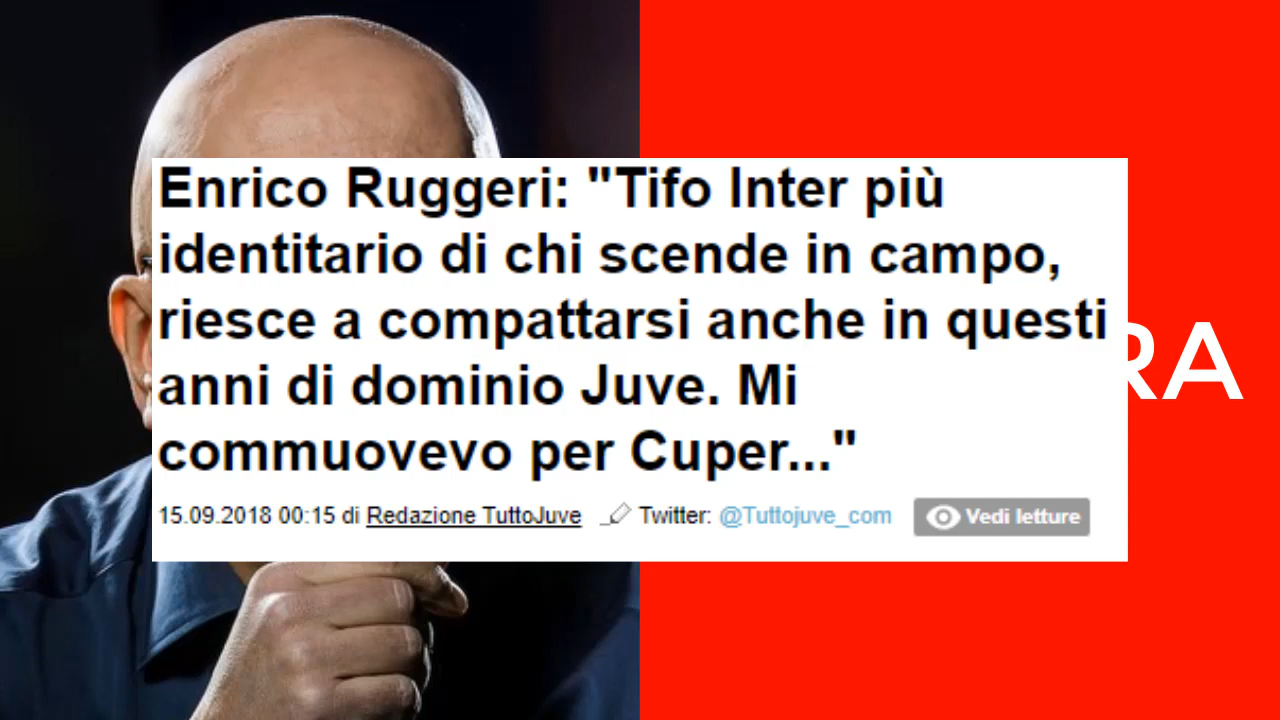 Enrico Ruggeri: "Tifo Inter più
identitario di chi scende in campo,
riesce a compattarsi anche in questi
anni di dominio Juve. Mi
commuovevo per Cuper..."
15.09.2018 00:15 di Redazione TuttoJuve Twitter: @Tuttojuve_com Vedi letture